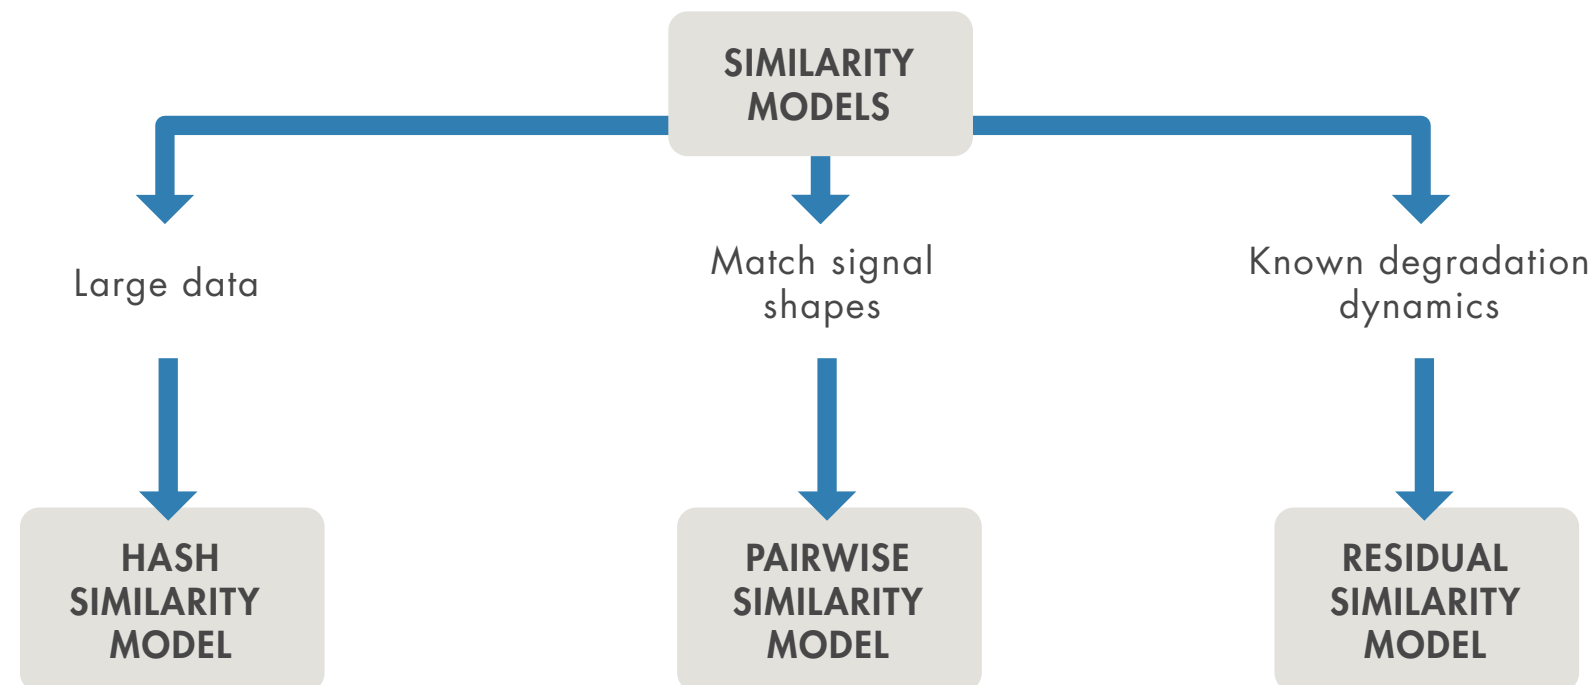 SIMILARITY
MODELS
Large data
Match signal
shapes
Known degradation
dynamics
HASH
SIMILARITY
MODEL
PAIRWISE
SIMILARITY
MODEL
RESIDUAL
SIMILARITY
MODEL